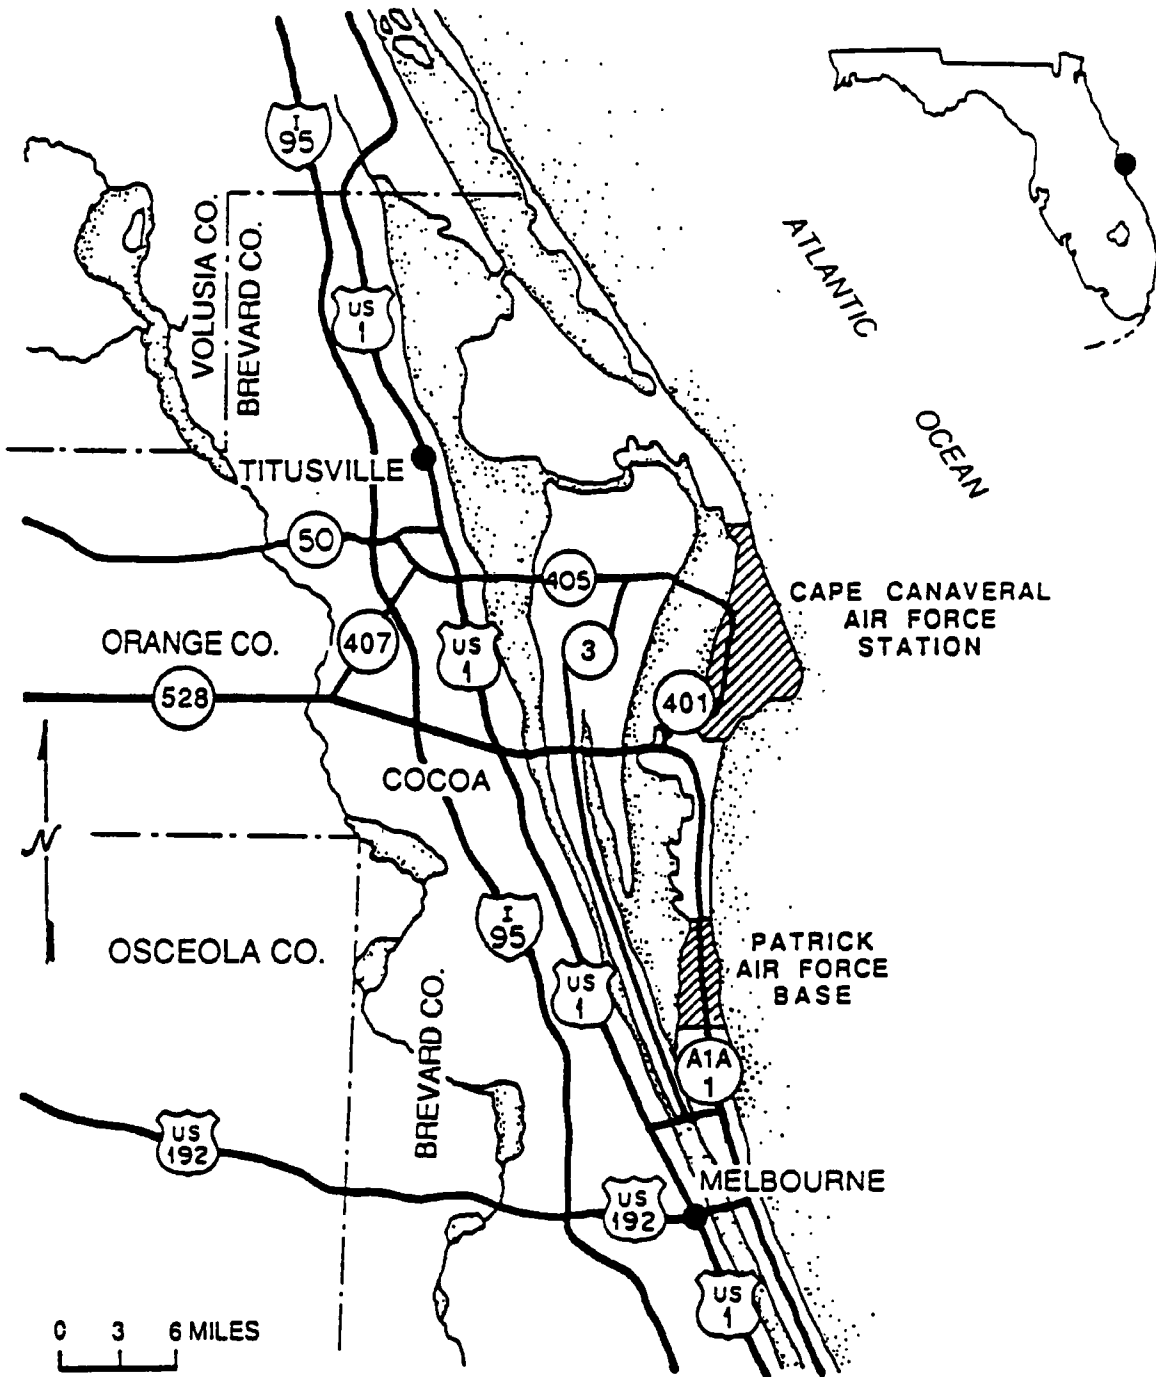 I
95
VOLUSIA CO.
BREVARD CO.
US
1
ATLANTIC
OCEAN
TITUSVILLE
50
405
CAPE CANAVERAL
AIR FORCE
STATION
ORANGE CO.
407
US
1
3
528
401
COCOA
N
OSCEOLA CO.
I
95
PATRICK
AIR FORCE
BASE
US
1
BREVARD CO.
A1A
1
US
192
MELBOURNE
US
192
US
1
0 3 6 MILES